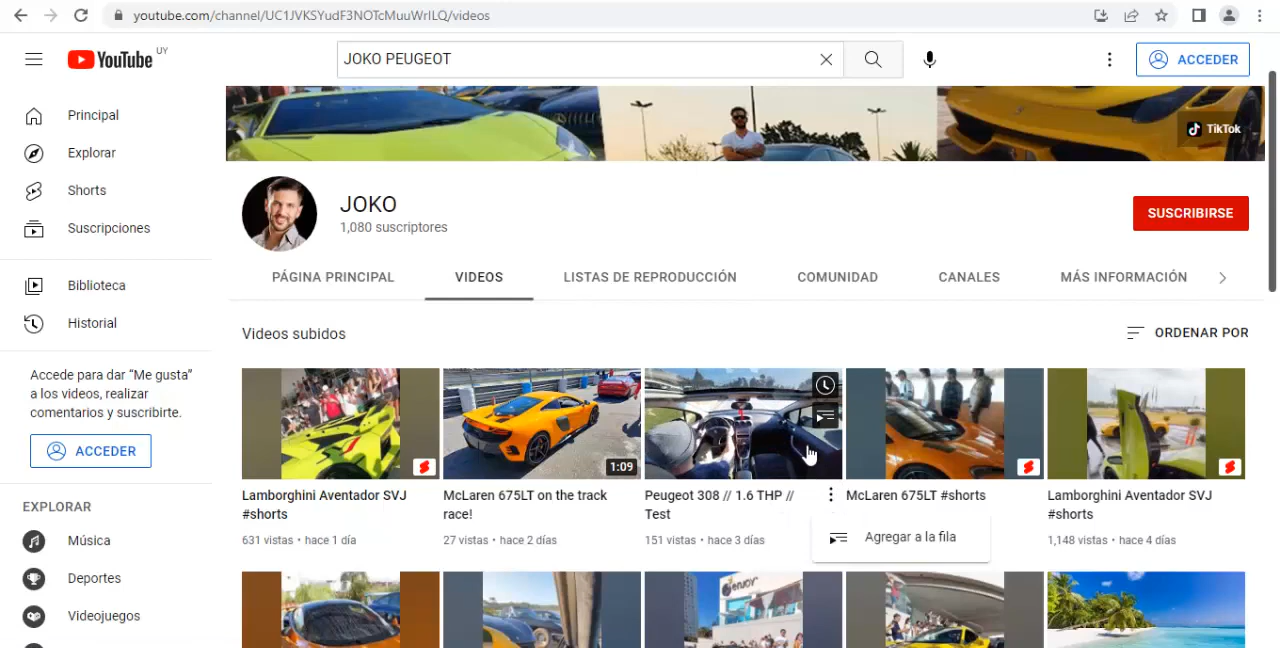 youtube.com/channel/UC1JVKSYudF3NOTcMuuWrILQ/videos
YouTube UY
JOKO PEUGEOT
ACCEDER
Principal
Explorar
Shorts
Suscripciones
Biblioteca
Historial
Accede para dar “Me gusta”
a los videos, realizar
comentarios y suscribirte.
ACCEDER
EXPLORAR
Música
Deportes
Videojuegos
TikTok
JOKO
1,080 suscriptores
SUSCRIBIRSE
PÁGINA PRINCIPAL VIDEOS LISTAS DE REPRODUCCIÓN COMUNIDAD CANALES MÁS INFORMACIÓN
Videos subidos
ORDENAR POR
1:09
Lamborghini Aventador SVJ
#shorts
631 vistas • hace 1 día
McLaren 675LT on the track
race!
27 vistas • hace 2 días
Peugeot 308 // 1.6 THP //
Test
151 vistas • hace 3 días
McLaren 675LT #shorts
Agregar a la fila
Lamborghini Aventador SVJ
#shorts
1,148 vistas • hace 4 días
enjoy